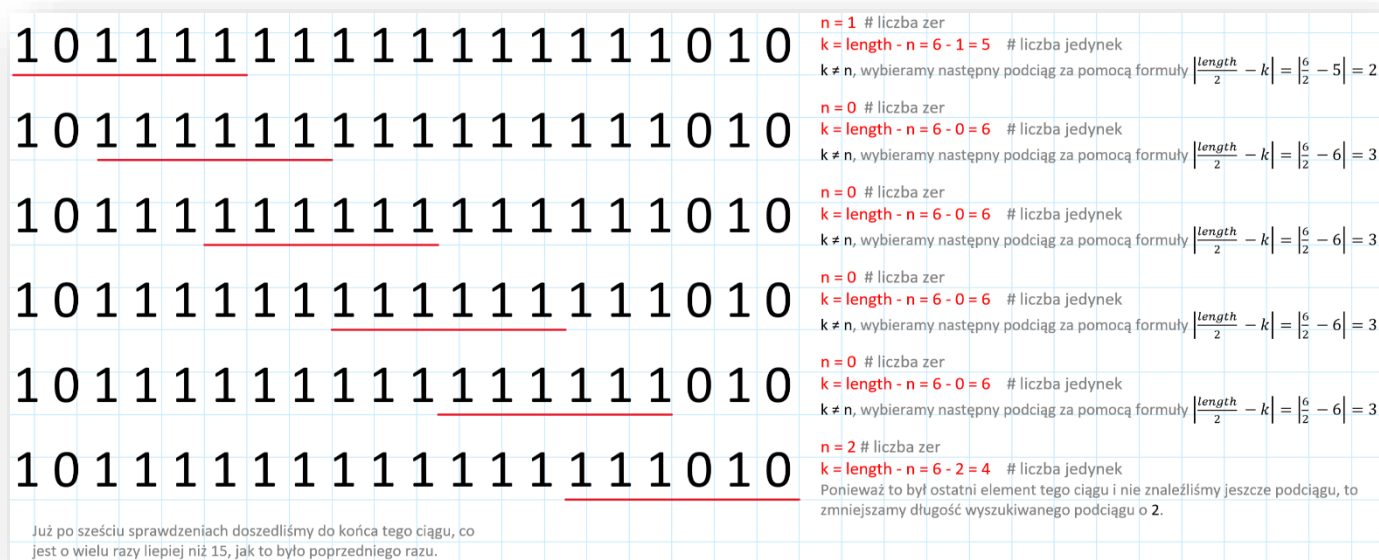 1 0 1 1 1 1 1 1 1 1 1 1 1 1 1 1 1 0 1 0
n = 1 # liczba zer
k = length - n = 6 - 1 = 5 # liczba jedynek
k ≠ n, wybieramy następny podciąg za pomocą formuły |length/2 − k| = |6/2 − 5| = 2
1 0 1 1 1 1 1 1 1 1 1 1 1 1 1 1 1 0 1 0
n = 0 # liczba zer
k = length - n = 6 - 0 = 6 # liczba jedynek
k ≠ n, wybieramy następny podciąg za pomocą formuły |length/2 − k| = |6/2 − 6| = 3
1 0 1 1 1 1 1 1 1 1 1 1 1 1 1 1 1 0 1 0
n = 0 # liczba zer
k = length - n = 6 - 0 = 6 # liczba jedynek
k ≠ n, wybieramy następny podciąg za pomocą formuły |length/2 − k| = |6/2 − 6| = 3
1 0 1 1 1 1 1 1 1 1 1 1 1 1 1 1 1 0 1 0
n = 0 # liczba zer
k = length - n = 6 - 0 = 6 # liczba jedynek
k ≠ n, wybieramy następny podciąg za pomocą formuły |length/2 − k| = |6/2 − 6| = 3
1 0 1 1 1 1 1 1 1 1 1 1 1 1 1 1 1 0 1 0
n = 0 # liczba zer
k = length - n = 6 - 0 = 6 # liczba jedynek
k ≠ n, wybieramy następny podciąg za pomocą formuły |length/2 − k| = |6/2 − 6| = 3
1 0 1 1 1 1 1 1 1 1 1 1 1 1 1 1 1 0 1 0
n = 2 # liczba zer
k = length - n = 6 - 2 = 4 # liczba jedynek
Ponieważ to był ostatni element tego ciągu i nie znaleźliśmy jeszcze podciągu, to
zmniejszamy długość wyszukiwanego podciągu o 2.
Już po sześciu sprawdzeniach doszedliśmy do końca tego ciągu, co
jest o wielu razy liepiej niż 15, jak to było poprzedniego razu.